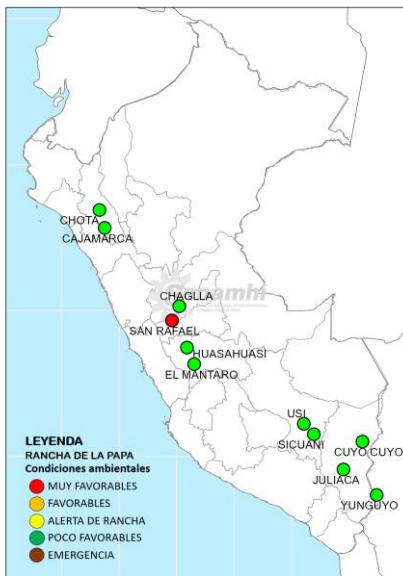 CHOTA
CAJAMARCA
Senamhi
CHAGLLA
SAN RAFAEL
HUASAHUASI
EL MANTARO
USI
SICUANI
CUYO CUYO
JULIACA
YUNGUYO
LEYENDA
RANCHA DE LA PAPA
Condiciones ambientales
MUY FAVORABLES
FAVORABLES
ALERTA DE RANCHA
POCO FAVORABLES
EMERGENCIA